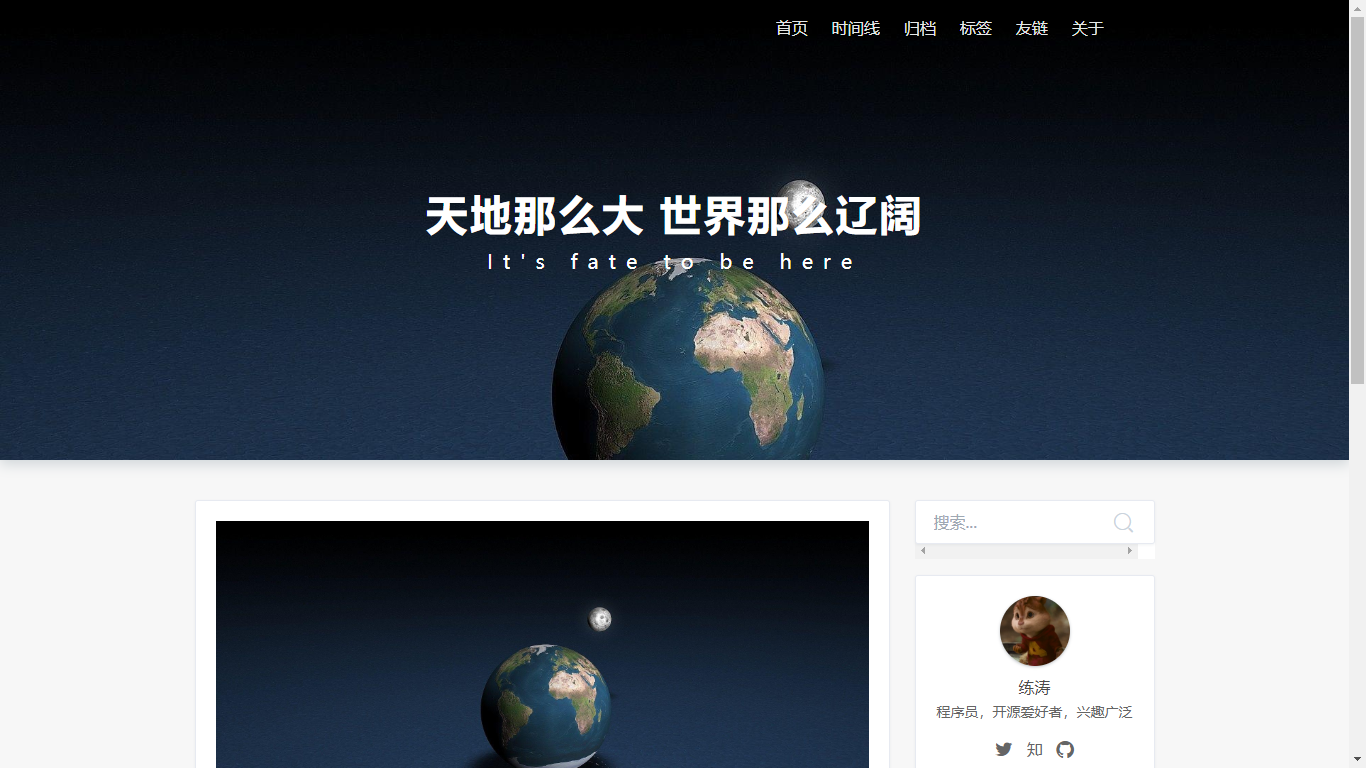 首页 时间线 归档 标签 友链 关于
天地那么大 世界那么辽阔
It's fate to be here
搜索...
练涛
程序员，开源爱好者，兴趣广泛
知